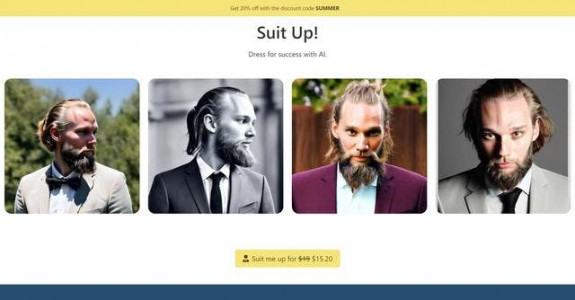 Get 20% off with the discount code SUMMER
Suit Up!
Dress for success with AI.
Suit me up for $19 $15.20